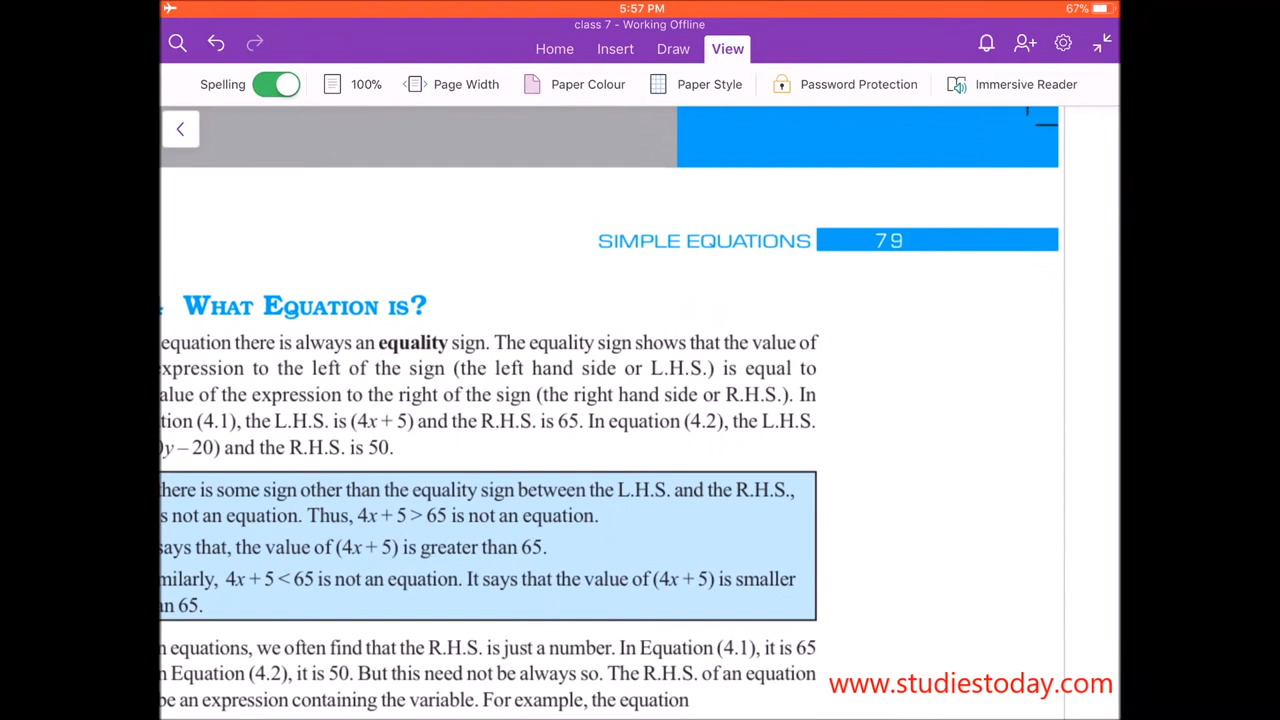 5:57 PM
67%
class 7 - Working Offline
Home Insert Draw View
Spelling 100% Page Width Paper Colour Paper Style Password Protection Immersive Reader
SIMPLE EQUATIONS 79
WHAT EQUATION IS?
equation there is always an equality sign. The equality sign shows that the value of
xpression to the left of the sign (the left hand side or L.H.S.) is equal to
alue of the expression to the right of the sign (the right hand side or R.H.S.). In
tion (4.1), the L.H.S. is (4x + 5) and the R.H.S. is 65. In equation (4.2), the L.H.S.
y – 20) and the R.H.S. is 50.
here is some sign other than the equality sign between the L.H.S. and the R.H.S.,
s not an equation. Thus, 4x + 5 > 65 is not an equation.
says that, the value of (4x + 5) is greater than 65.
milarly, 4x + 5 < 65 is not an equation. It says that the value of (4x + 5) is smaller
an 65.
n equations, we often find that the R.H.S. is just a number. In Equation (4.1), it is 65
n Equation (4.2), it is 50. But this need not be always so. The R.H.S. of an equation
be an expression containing the variable. For example, the equation
www.studiestoday.com